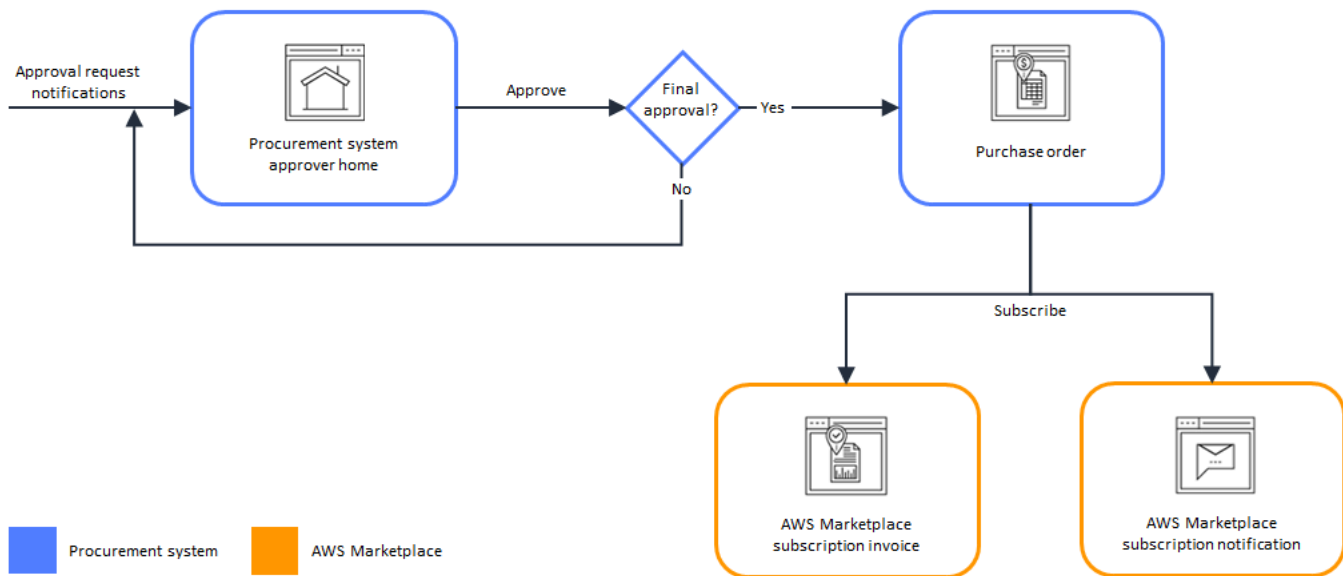 Approval request
notifications
Procurement system
approver home
Approve
Final
approval?
Yes
No
$
Purchase order
Subscribe
AWS Marketplace
subscription invoice
AWS Marketplace
subscription notification
Procurement system
AWS Marketplace